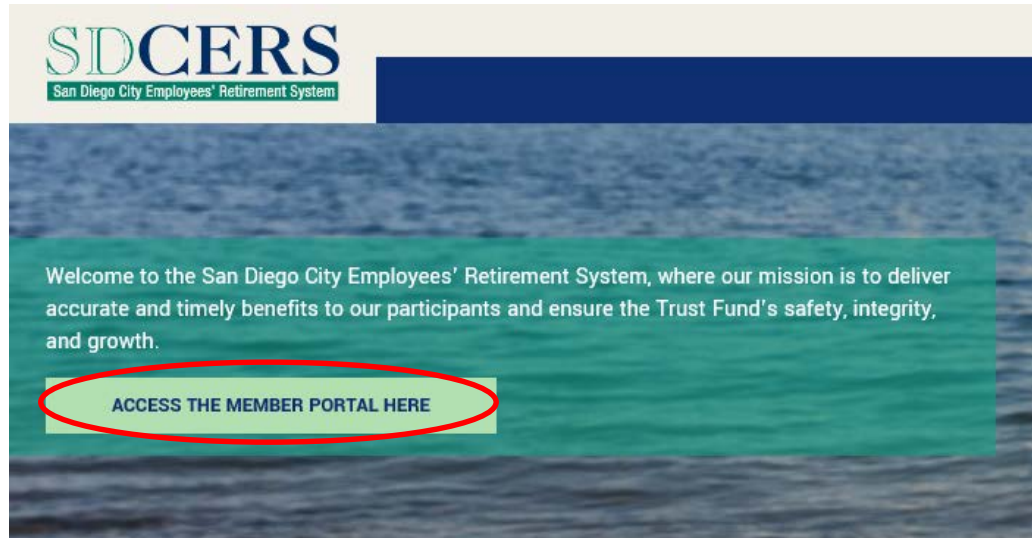 SDCERS
San Diego City Employees' Retirement System
Welcome to the San Diego City Employees' Retirement System, where our mission is to deliver
accurate and timely benefits to our participants and ensure the Trust Fund's safety, integrity,
and growth.
ACCESS THE MEMBER PORTAL HERE